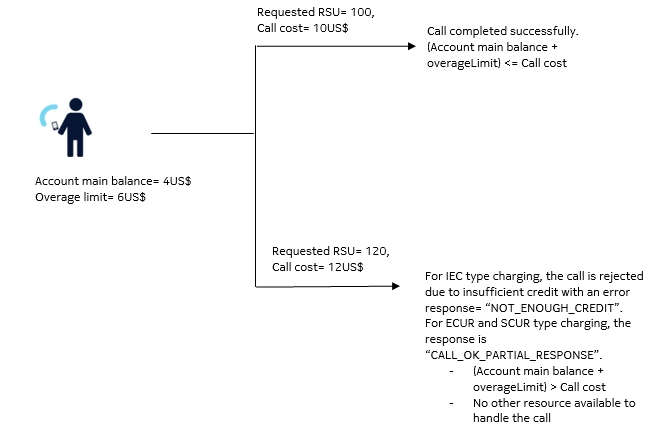 Requested RSU= 100,
Call cost= 10US$
Call completed successfully.
(Account main balance +
overageLimit) <= Call cost
Account main balance= 4US$
Overage limit= 6US$
Requested RSU= 120,
Call cost= 12US$
For IEC type charging, the call is rejected
due to insufficient credit with an error
response= “NOT_ENOUGH_CREDIT”.
For ECUR and SCUR type charging, the
response is
“CALL_OK_PARTIAL_RESPONSE”.
- (Account main balance +
overageLimit) > Call cost
- No other resource available to
handle the call